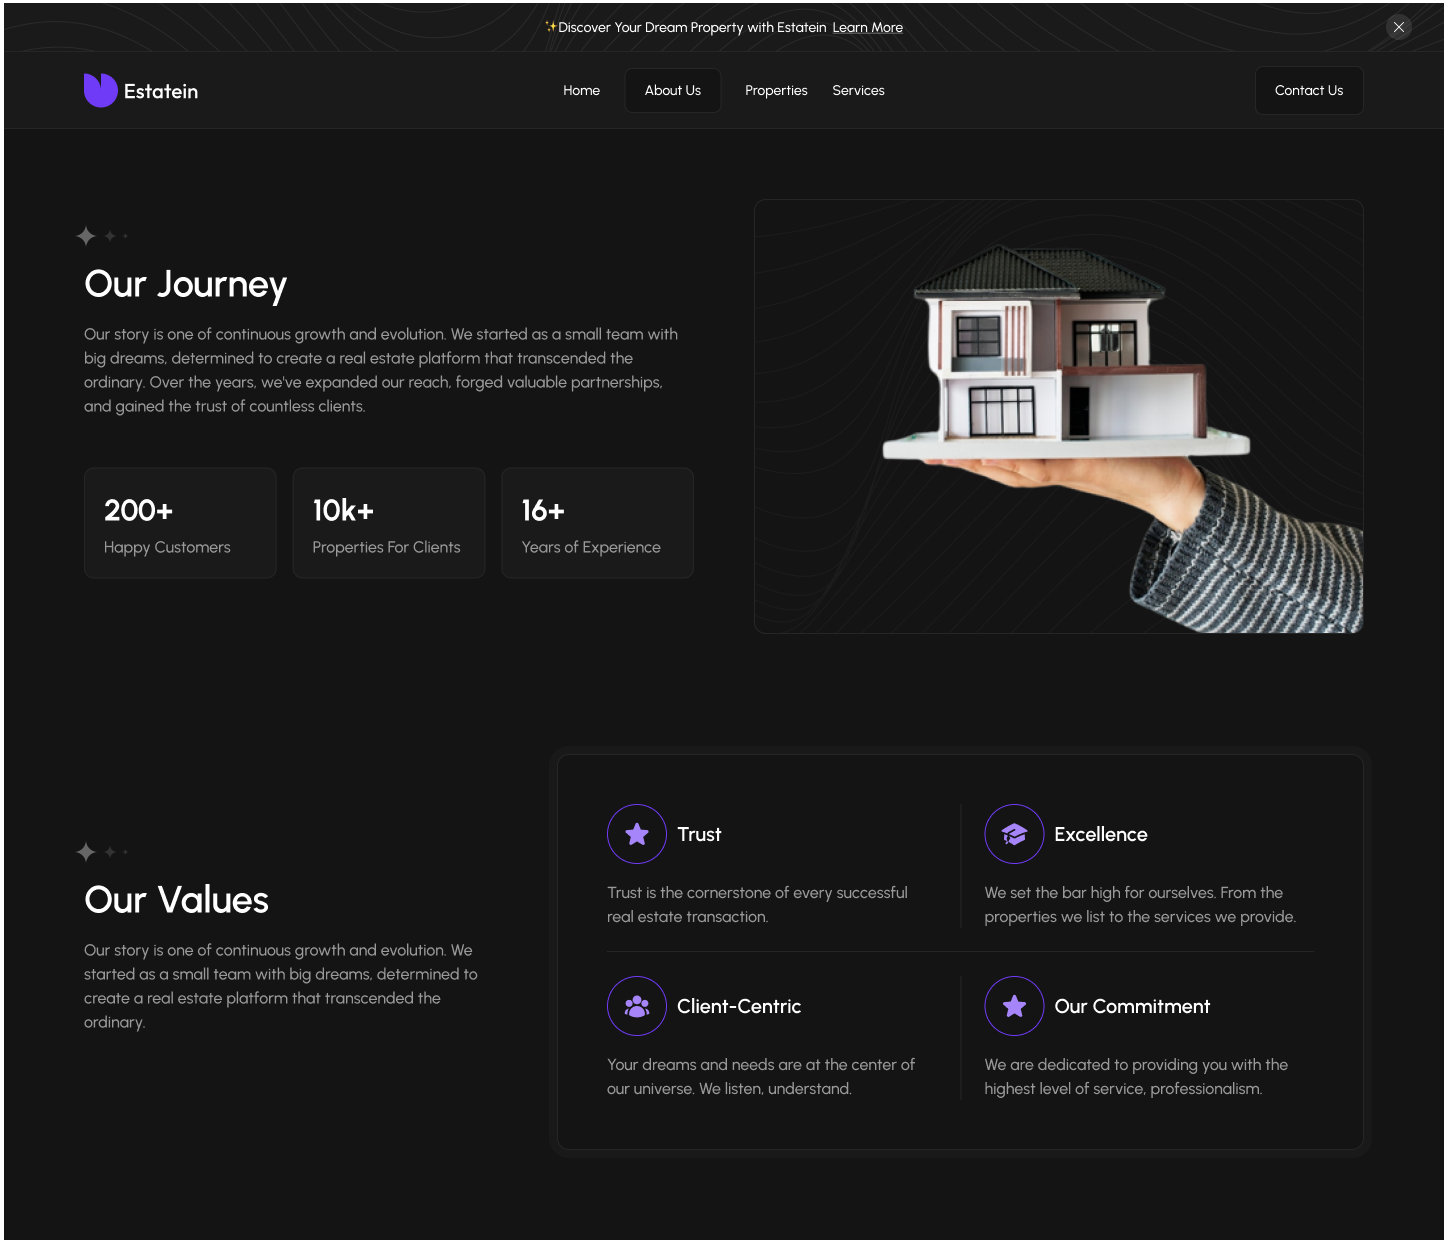 ✨Discover Your Dream Property with Estatein Learn More
Estatein
Home
About Us
Properties
Services
Contact Us
Our Journey
Our story is one of continuous growth and evolution. We started as a small team with
big dreams, determined to create a real estate platform that transcended the
ordinary. Over the years, we've expanded our reach, forged valuable partnerships,
and gained the trust of countless clients.
200+
Happy Customers
10k+
Properties For Clients
16+
Years of Experience
Our Values
Our story is one of continuous growth and evolution. We
started as a small team with big dreams, determined to
create a real estate platform that transcended the
ordinary.
Trust
Trust is the cornerstone of every successful
real estate transaction.
Excellence
We set the bar high for ourselves. From the
properties we list to the services we provide.
Client-Centric
Your dreams and needs are at the center of
our universe. We listen, understand.
Our Commitment
We are dedicated to providing you with the
highest level of service, professionalism.